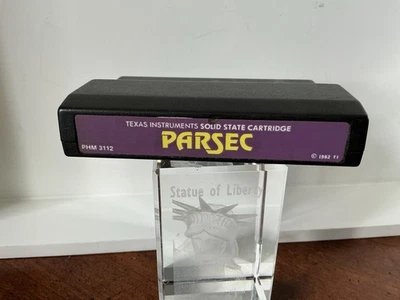 TEXAS INSTRUMENTS SOLID STATE CARTRIDGE
PARSEC
PHM 3112
© 1982 TI
Statue of Liberty